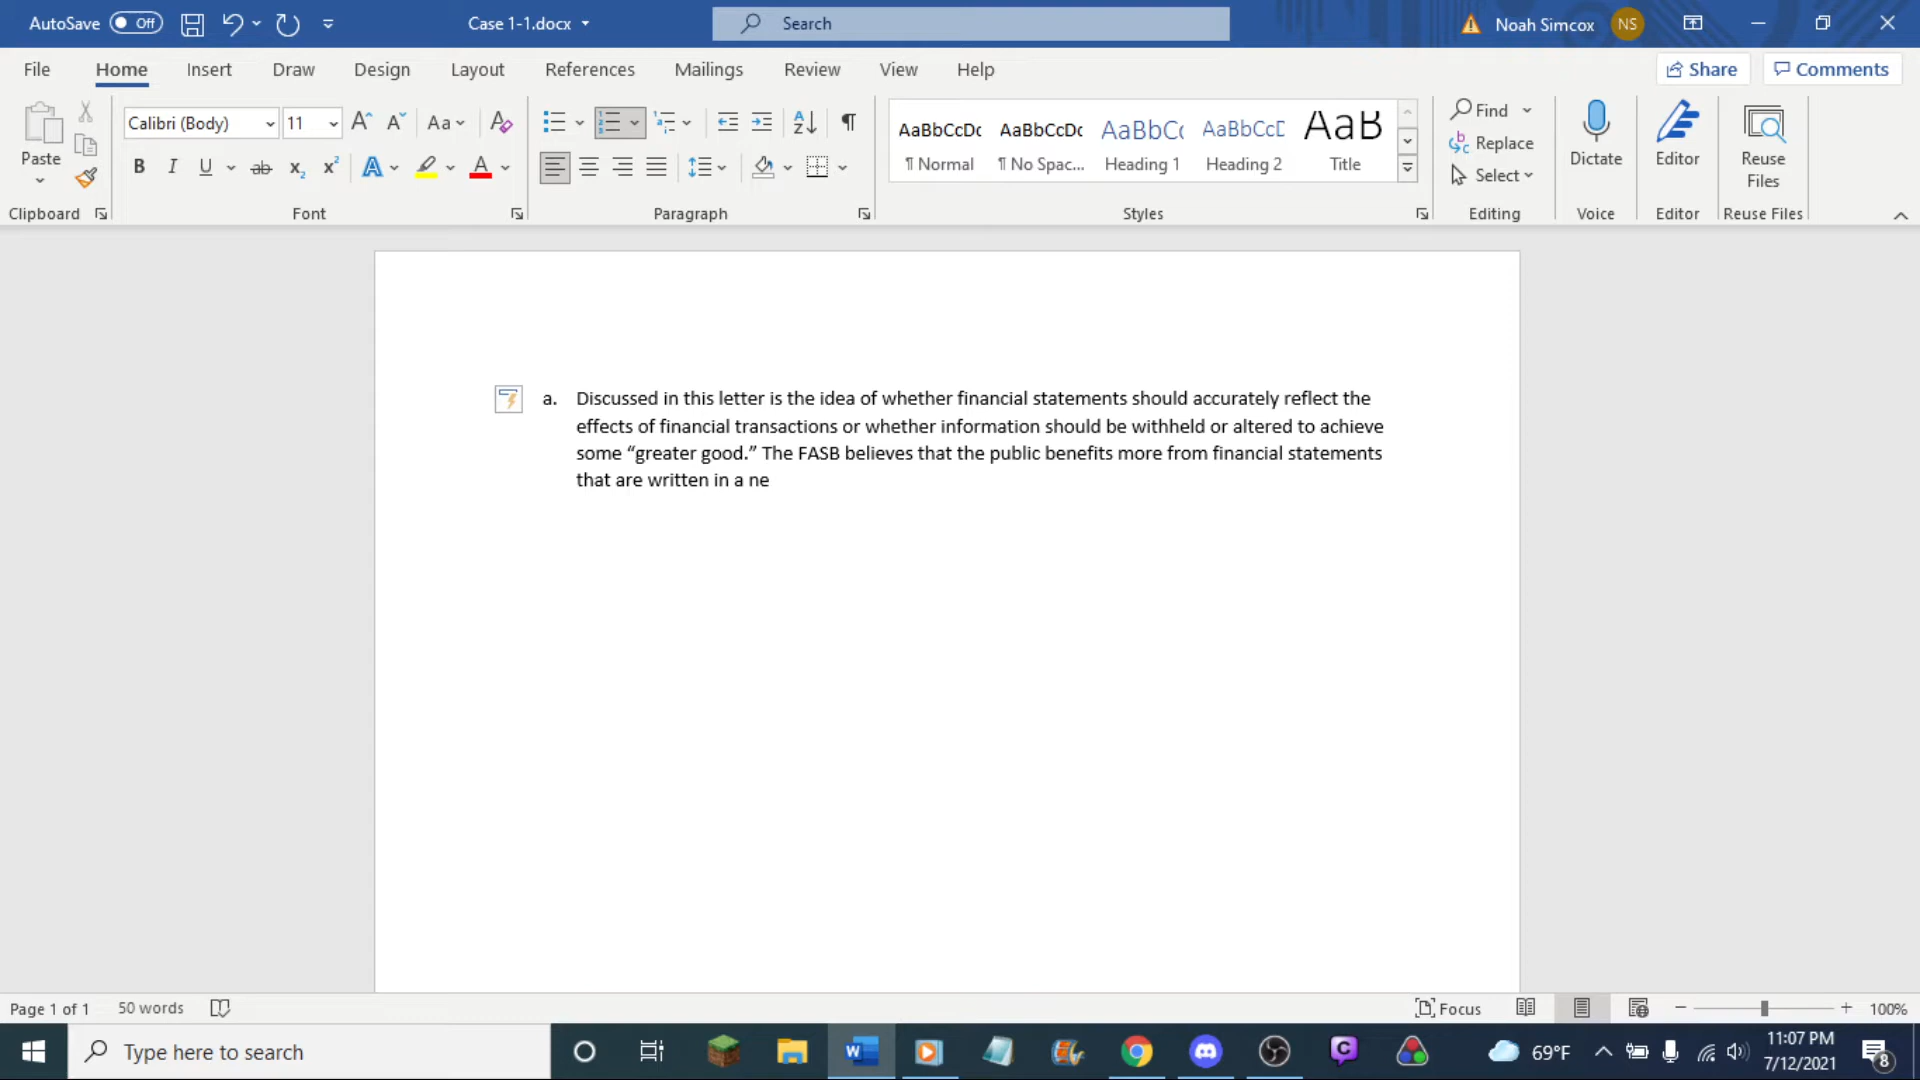 AutoSave Off Case 1-1.docx Search Noah Simcox NS
File Home Insert Draw Design Layout References Mailings Review View Help Share Comments
Paste Calibri (Body) 11 Aa AaBbCcDc AaBbCcDc AaBbCc AaBbCcD AaB Find Replace Select Dictate Editor Reuse Files
B I U ab x₂ x² A A ¶ Normal ¶ No Spac... Heading 1 Heading 2 Title
Clipboard Font Paragraph Styles Editing Voice Editor Reuse Files
a. Discussed in this letter is the idea of whether financial statements should accurately reflect the
effects of financial transactions or whether information should be withheld or altered to achieve
some “greater good.” The FASB believes that the public benefits more from financial statements
that are written in a ne
Page 1 of 1 50 words Focus 100%
Type here to search 69°F 11:07 PM
7/12/2021 8